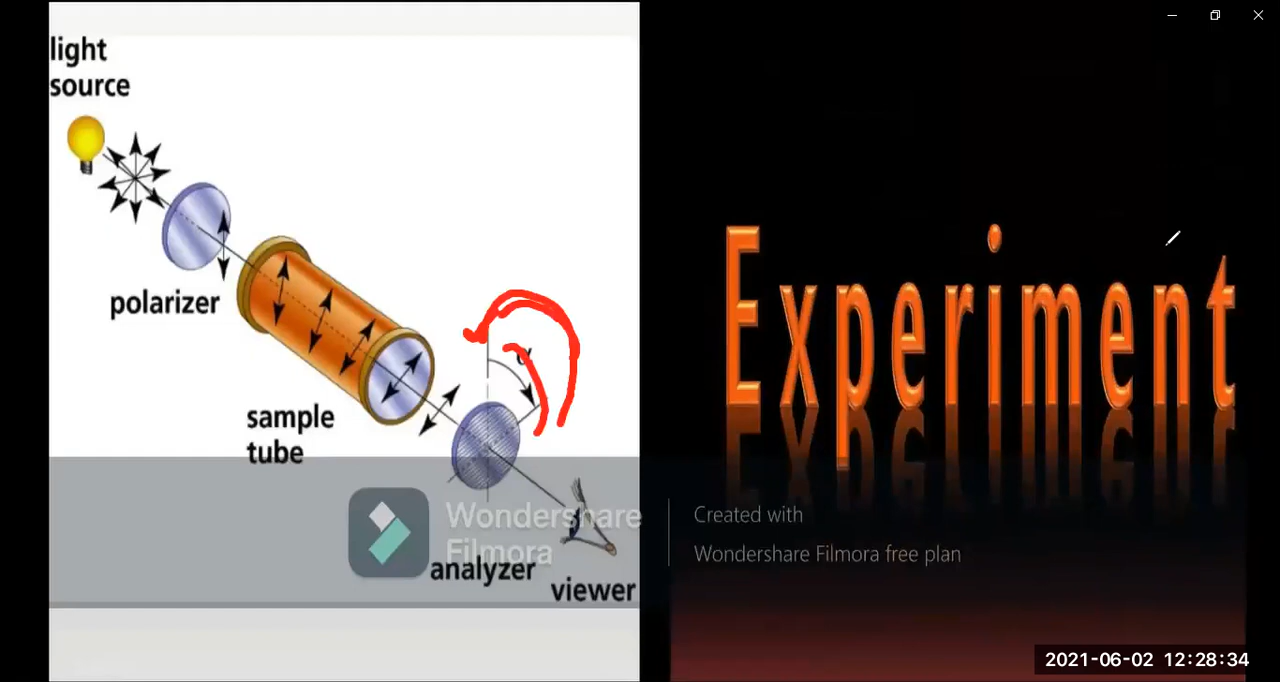 light
source
polarizer
sample
tube
α
analyzer
viewer
Experiment
Wondershare
Filmora
Created with
Wondershare Filmora free plan
2021-06-02 12:28:34